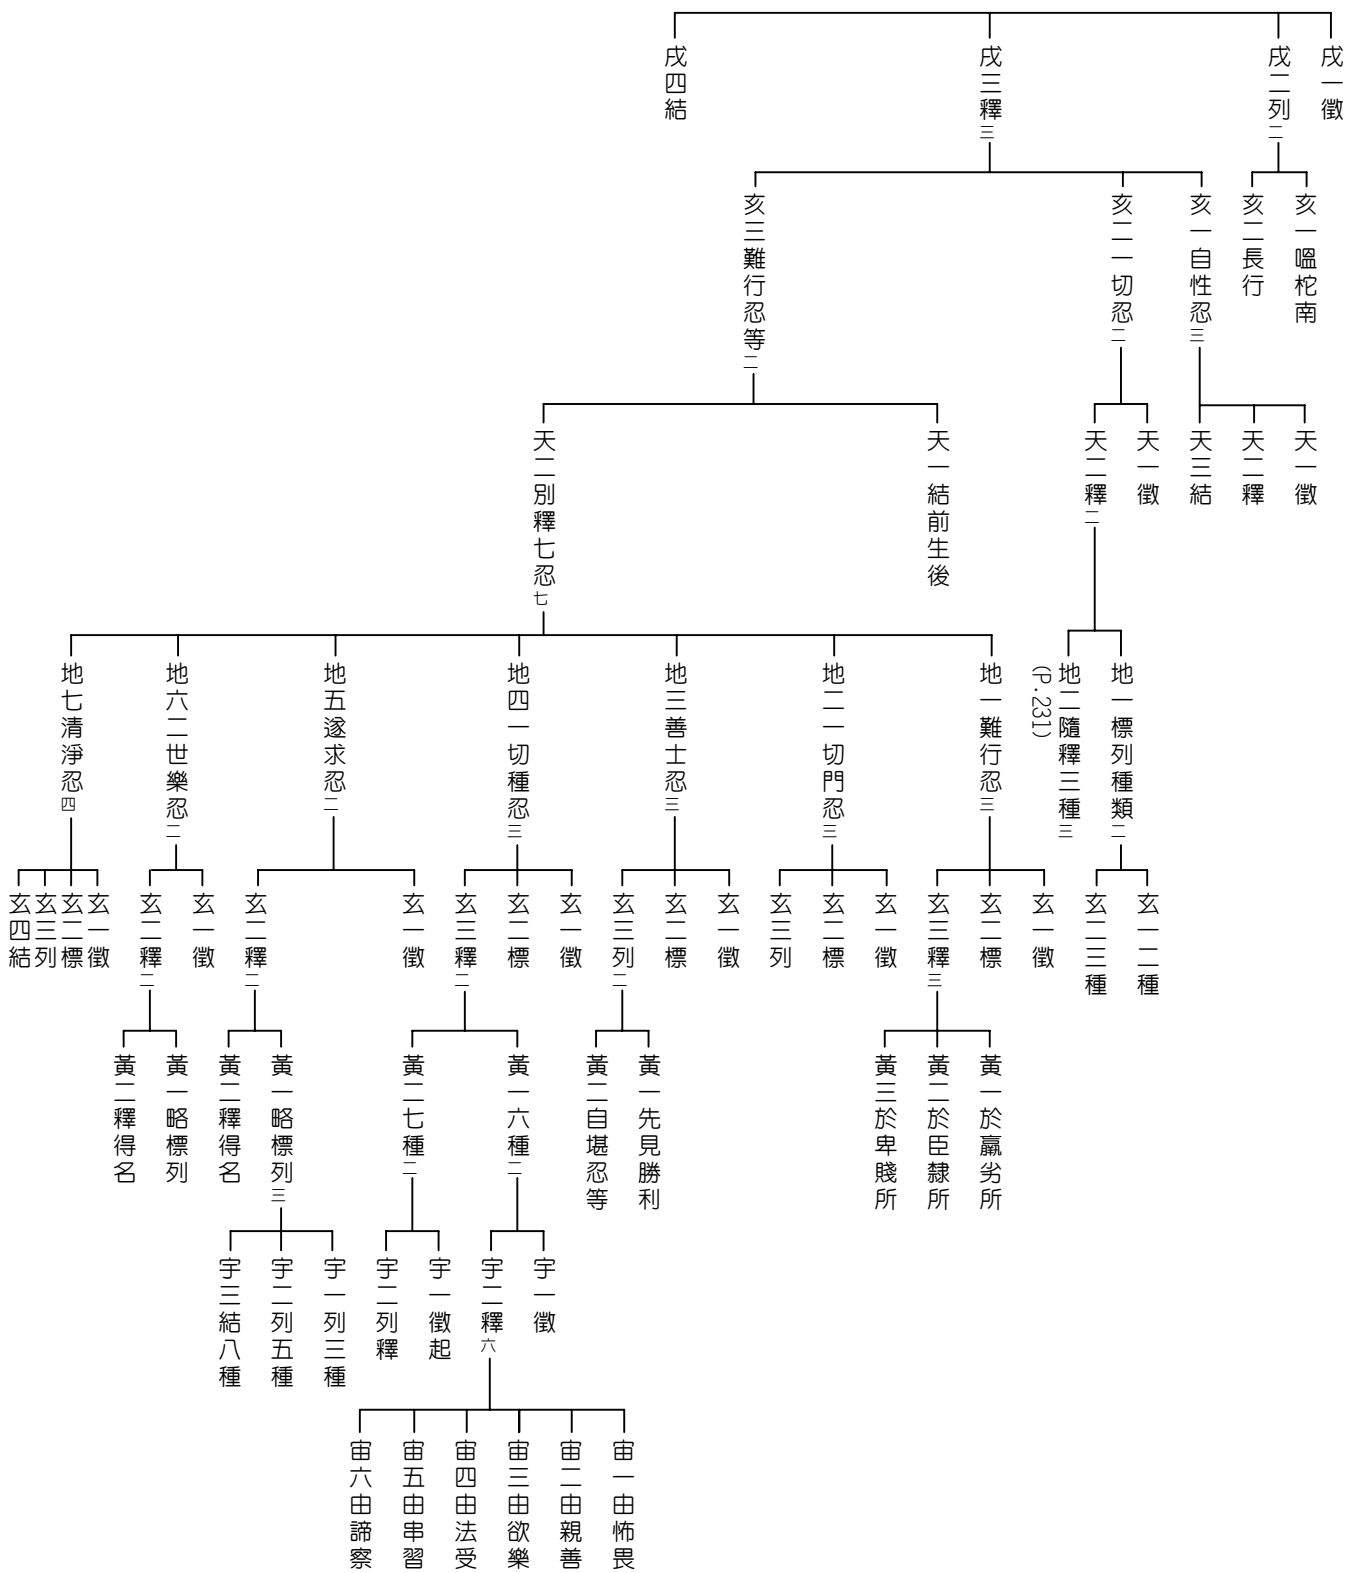 戌一徵
戌二列二
戌三釋三
戌四結
亥一嗢柁南
亥二長行
亥一自性忍三
亥二一切忍二
亥三難行忍等二
天一徵
天二釋
天三結
天一徵
天二釋二
天一結前生後
天二別釋七忍七
地一標列種類二
地二隨釋三種三
(P.231)
地一難行忍三
地二一切門忍三
地三善士忍三
地四一切種忍三
地五遂求忍二
地六二世樂忍二
地七清淨忍四
玄一二種
玄二三種
玄一徵
玄二標
玄三釋三
玄一徵
玄二標
玄三列
玄一徵
玄二標
玄三列二
玄一徵
玄二標
玄三釋二
玄一徵
玄二釋二
玄一徵
玄二釋二
玄一徵
玄二標
玄三列
玄四結
黃一於羸劣所
黃二於臣隸所
黃三於卑賤所
黃一先見勝利
黃二自堪忍等
黃一六種二
黃二七種二
黃一略標列三
黃二釋得名
黃一略標列
黃二釋得名
宇一徵
宇二釋六
宇一徵起
宇二列釋
宇一列三種
宇二列五種
宇三結八種
宙一由怖畏
宙二由親善
宙三由欲樂
宙四由法受
宙五由串習
宙六由諦察